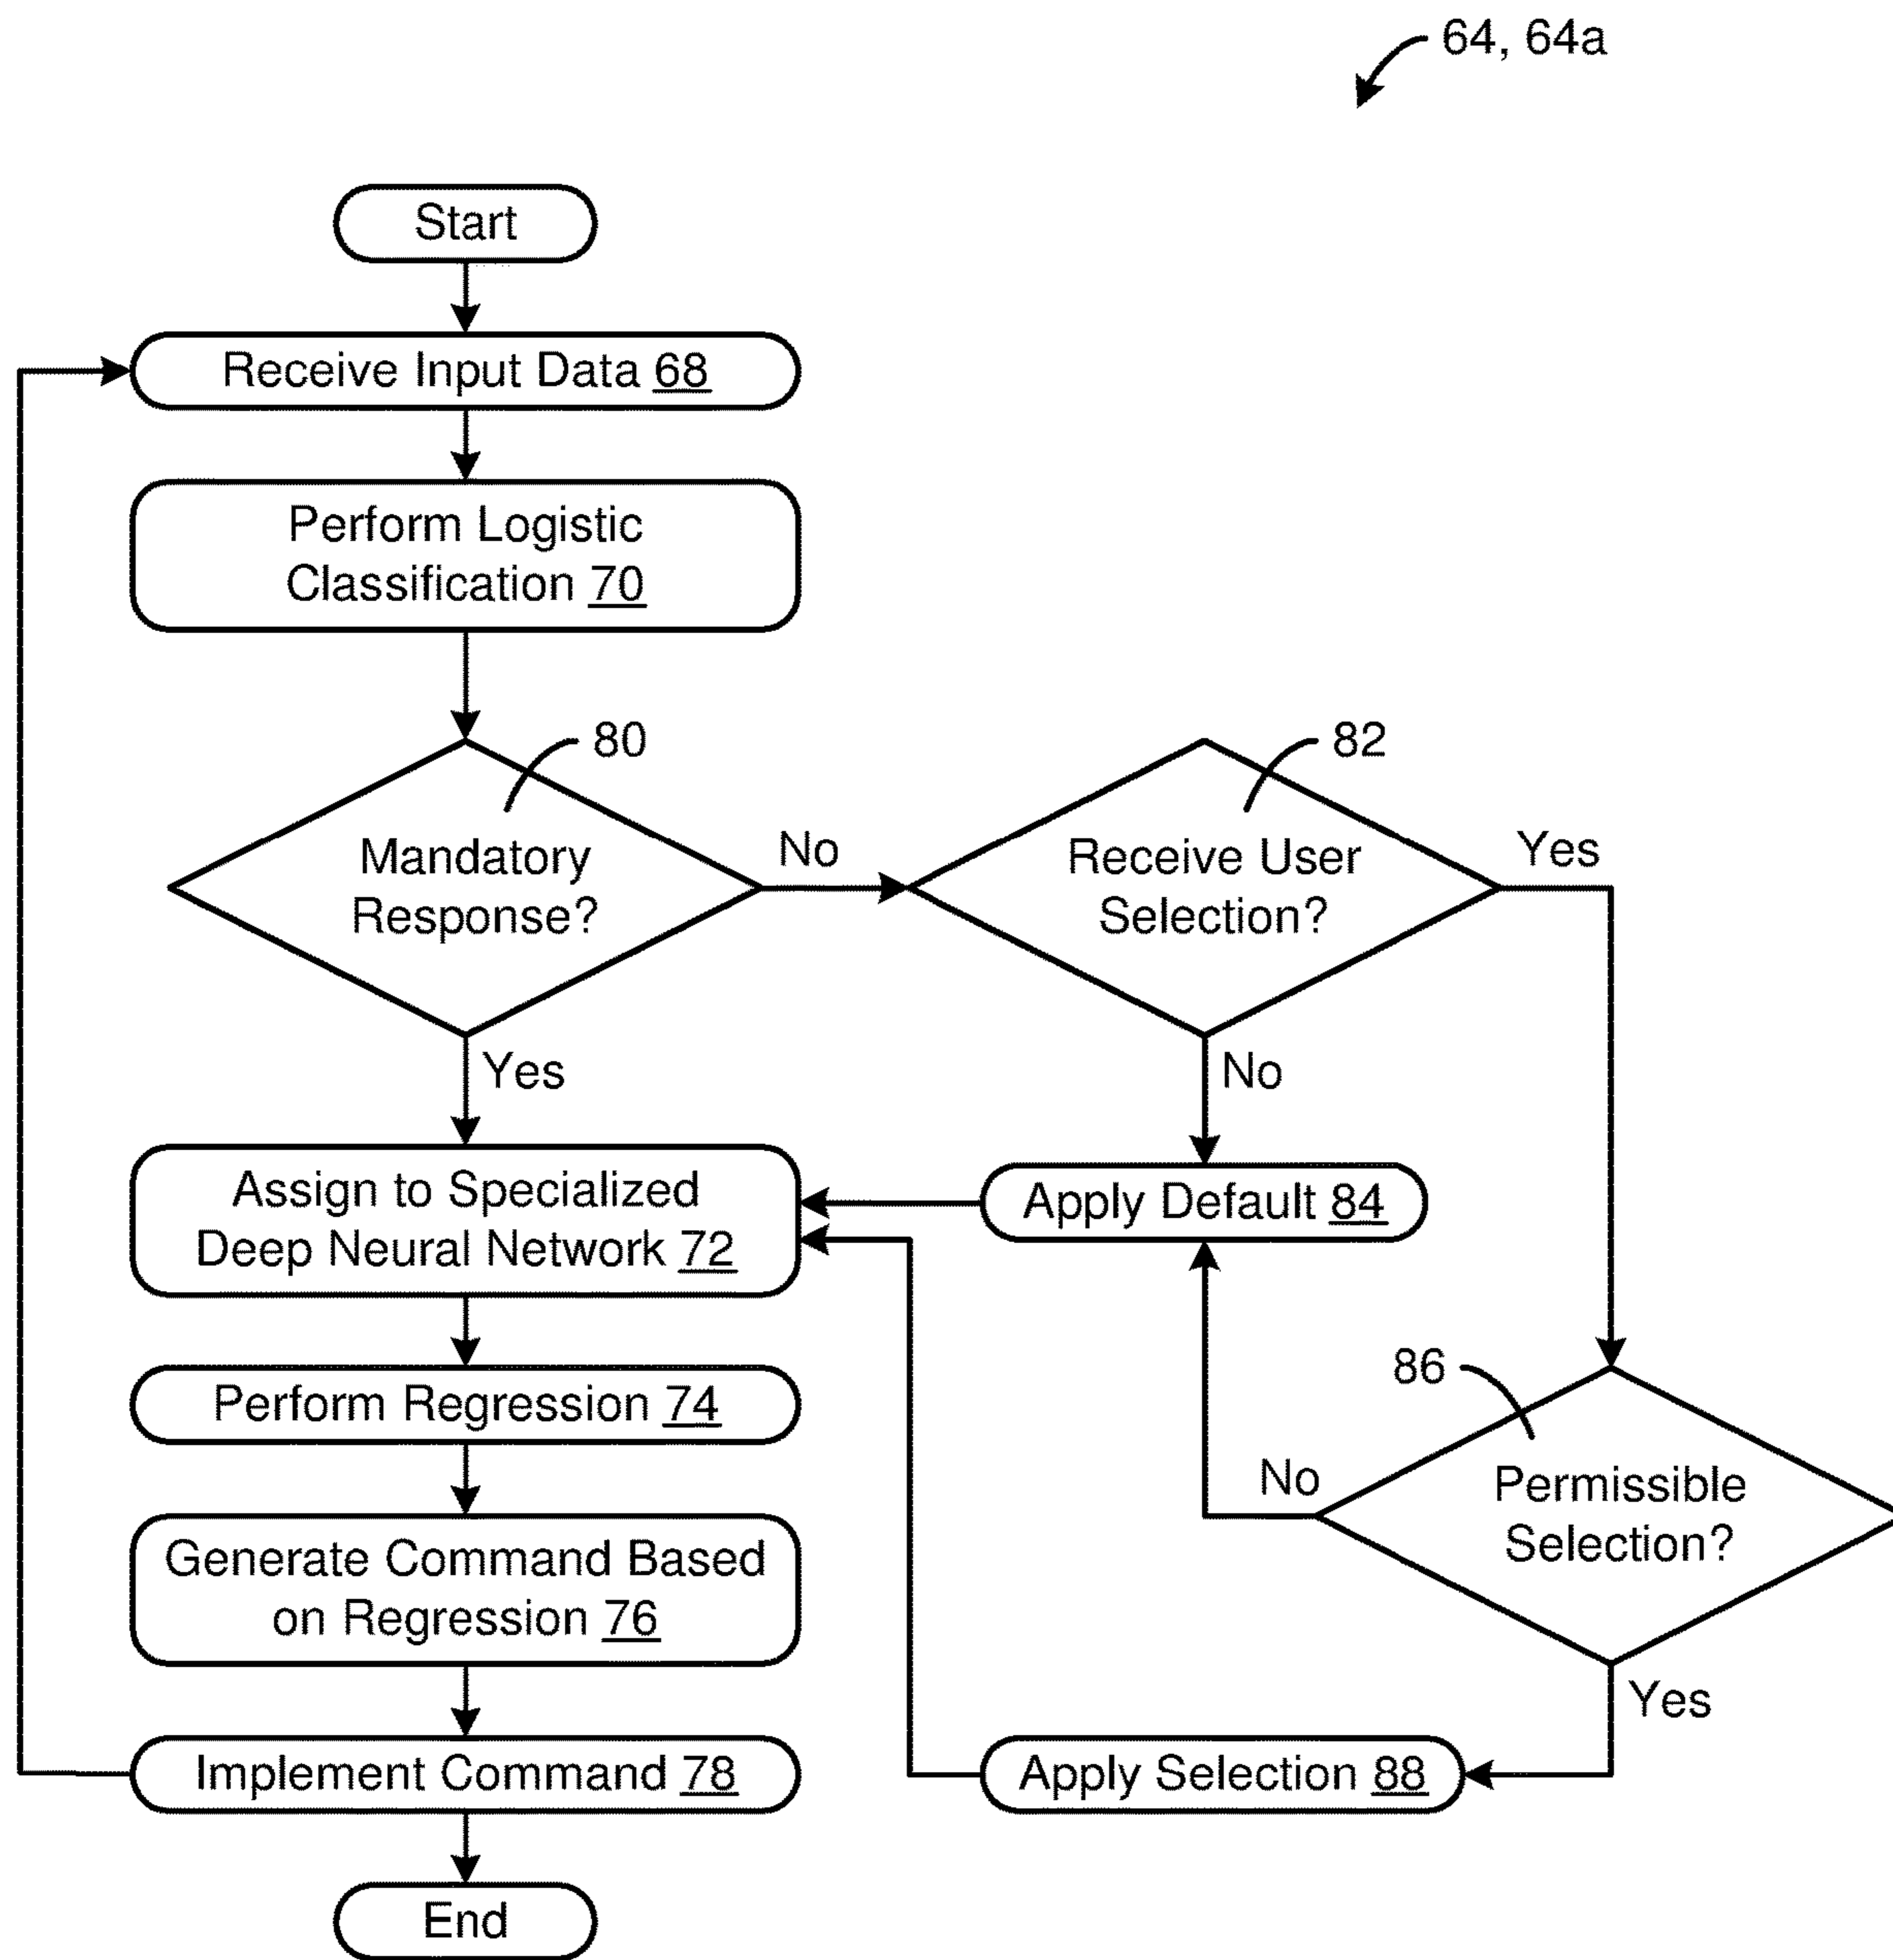 64, 64a
Start
Receive Input Data 68
Perform Logistic
Classification 70
80
Mandatory
Response?
No
Yes
82
Receive User
Selection?
Yes
No
Assign to Specialized
Deep Neural Network 72
Apply Default 84
Perform Regression 74
86
Permissible
Selection?
No
Yes
Generate Command Based
on Regression 76
Implement Command 78
Apply Selection 88
End